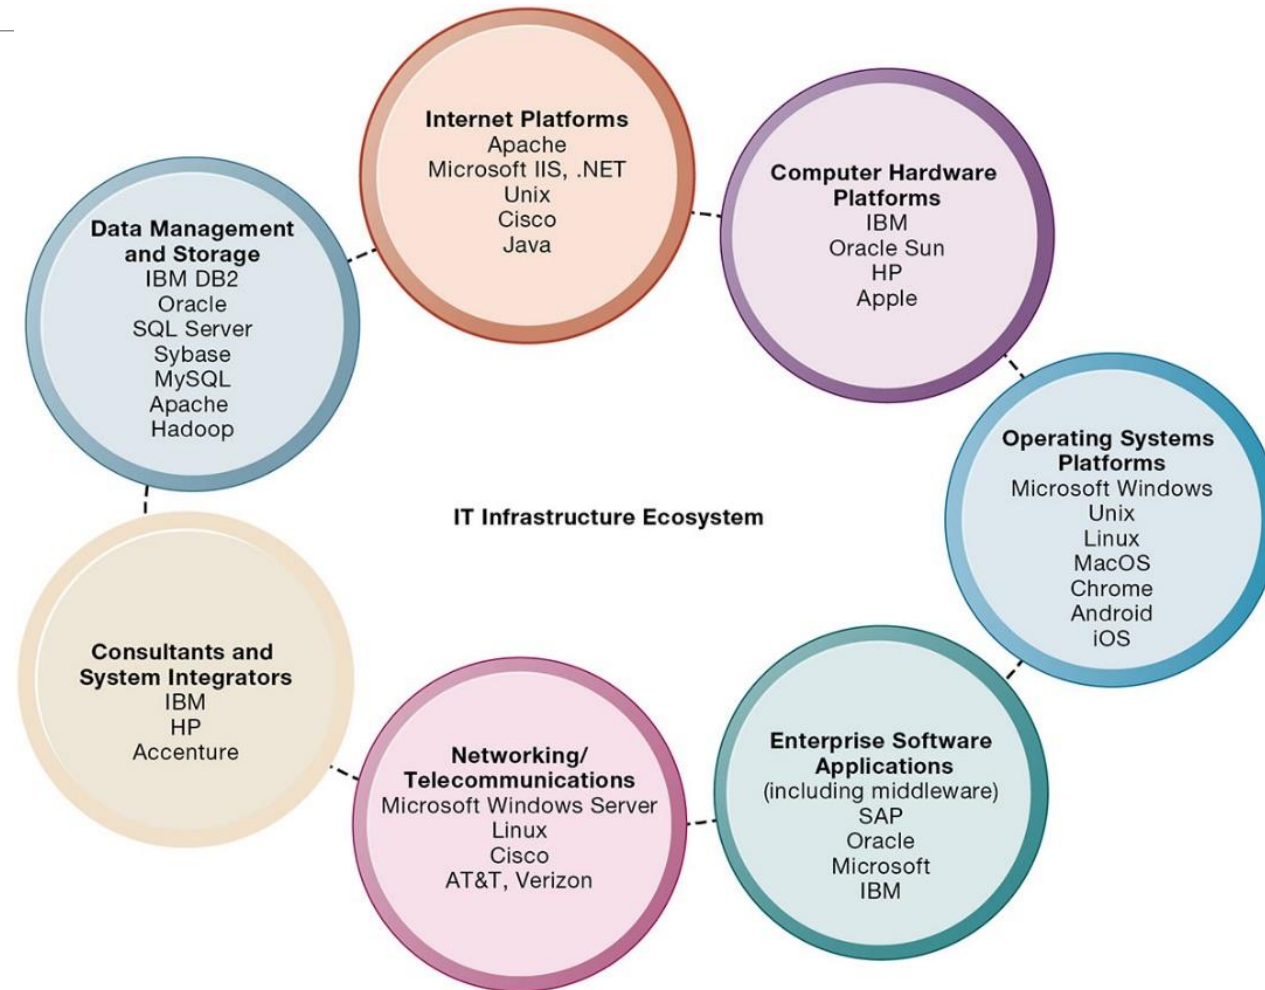 Internet Platforms
Apache
Microsoft IIS, .NET
Unix
Cisco
Java
Computer Hardware
Platforms
IBM
Oracle Sun
HP
Apple
Data Management
and Storage
IBM DB2
Oracle
SQL Server
Sybase
MySQL
Apache
Hadoop
Operating Systems
Platforms
Microsoft Windows
Unix
Linux
MacOS
Chrome
Android
iOS
IT Infrastructure Ecosystem
Consultants and
System Integrators
IBM
HP
Accenture
Networking/
Telecommunications
Microsoft Windows Server
Linux
Cisco
AT&T, Verizon
Enterprise Software
Applications
(including middleware)
SAP
Oracle
Microsoft
IBM